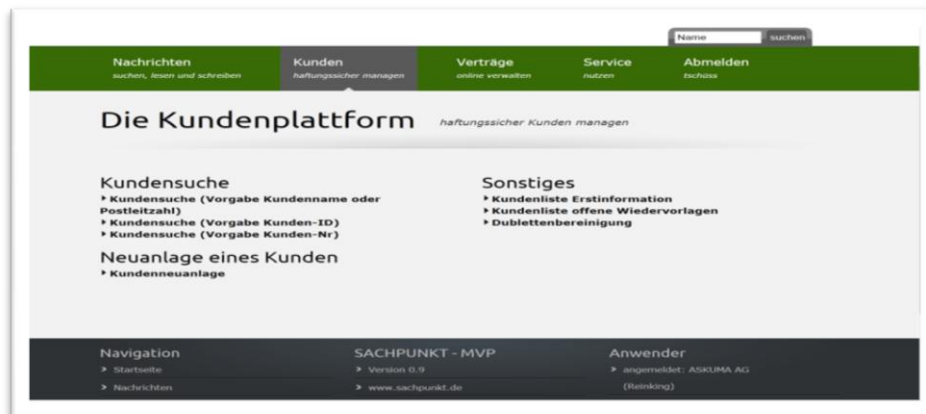 Name suchen
Nachrichten Kunden Verträge Service Abmelden
suchen, lesen und schreiben haftungssicher managen online verwalten nutzen tschüss
Die Kundenplattform haftungssicher Kunden managen
Kundensuche
Kundensuche (Vorgabe Kundenname oder
Postleitzahl)
Kundensuche (Vorgabe Kunden-ID)
Kundensuche (Vorgabe Kunden-Nr)
Neuanlage eines Kunden
Kundenneuanlage
Sonstiges
Kundenliste Erstinformation
Kundenliste offene Wiedervorlagen
Dublettenbereinigung
Navigation
> Startseite
> Nachrichten
SACHPUNKT - MVP
> Version 0.9
> www.sachpunkt.de
Anwender
> angemeldet: ASKUMA AG
(Reinking)